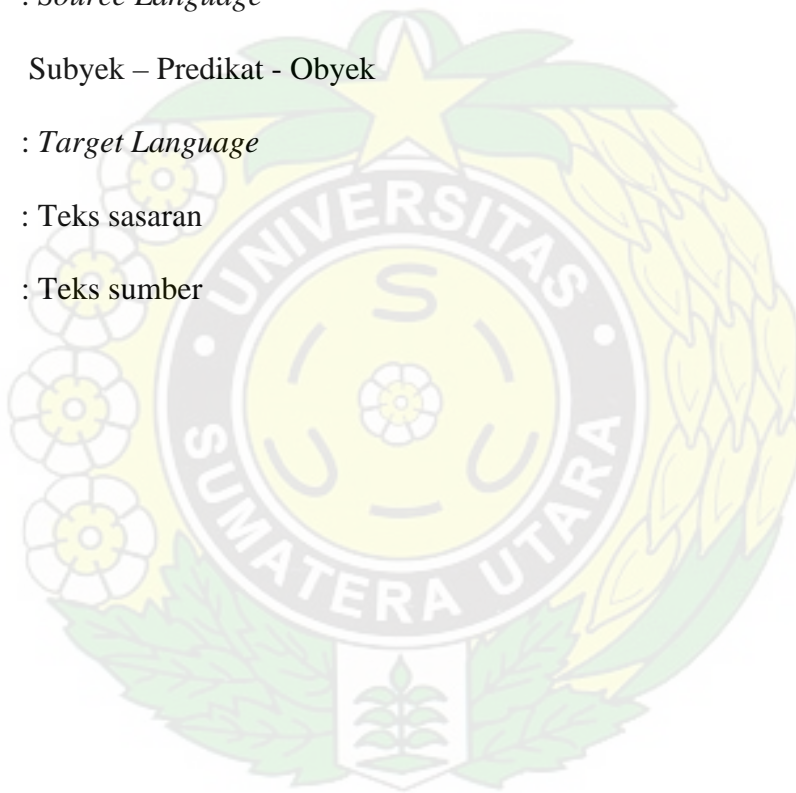 : Source Language
Subyek – Predikat - Obyek
: Target Language
: Teks sasaran
: Teks sumber
UNIVERSITAS
SUMATERA UTARA
U S U